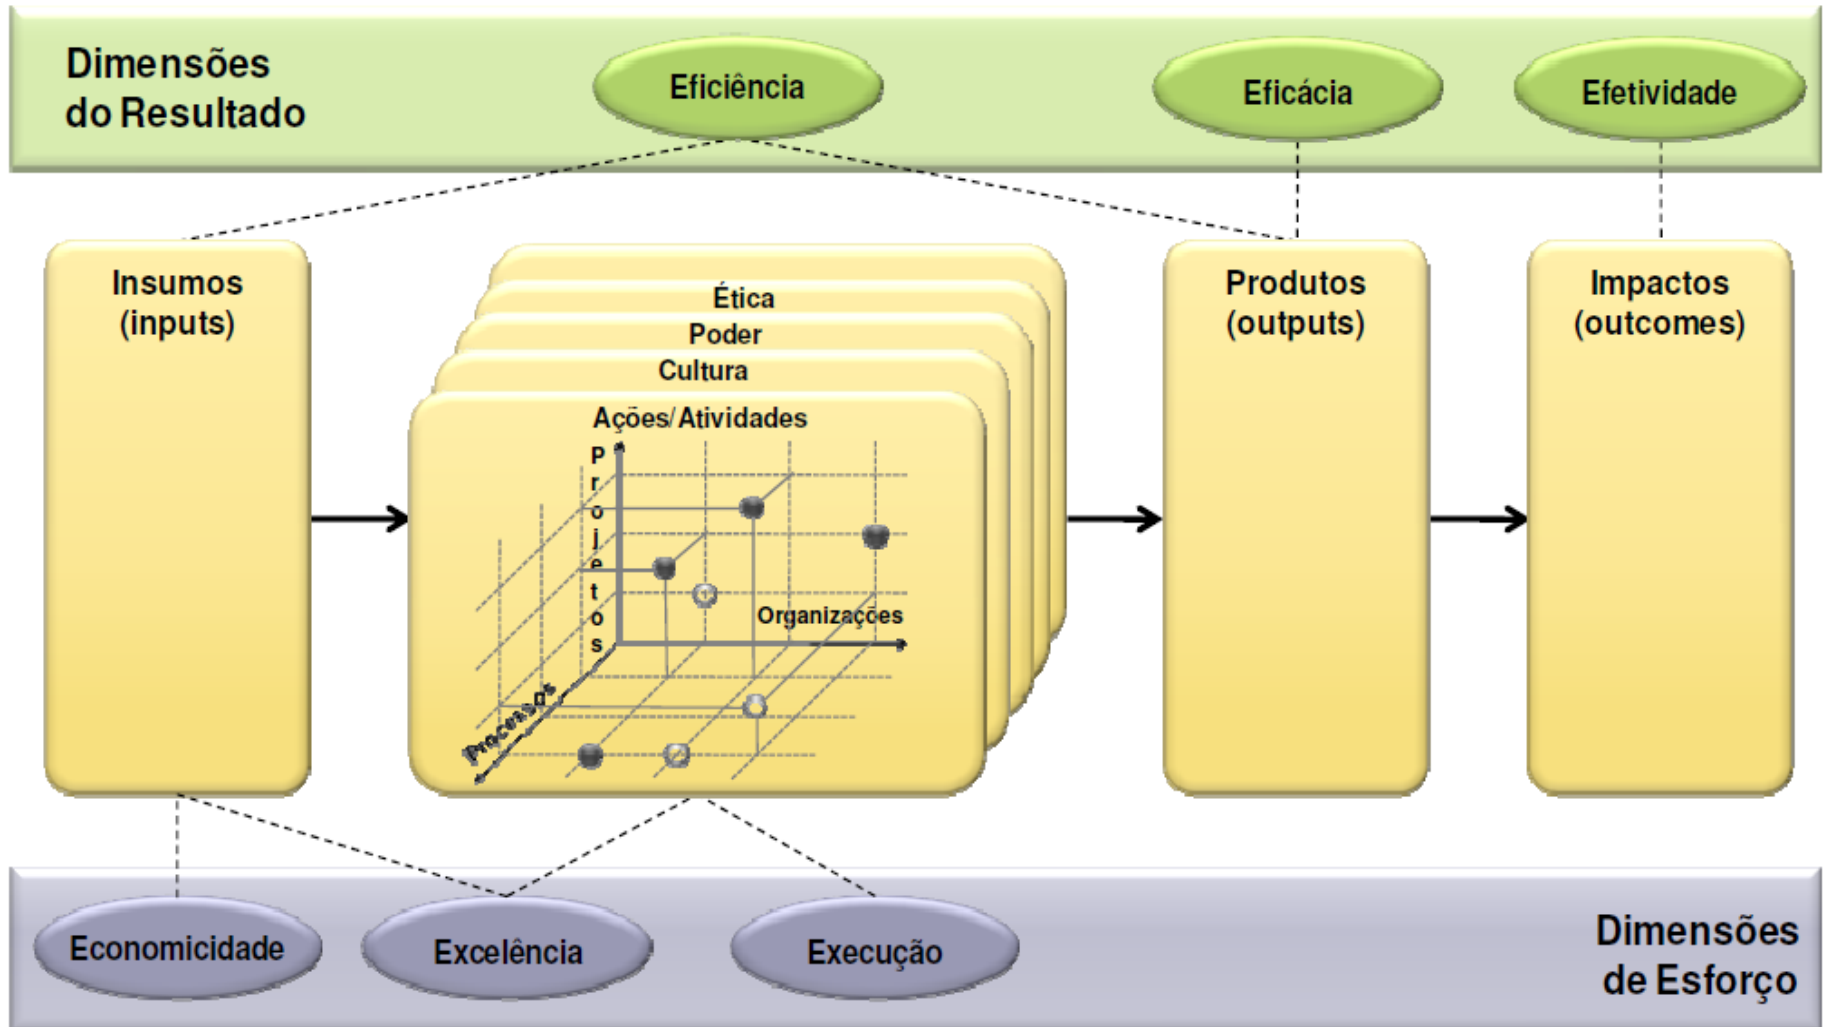 Dimensões
do Resultado
Eficiência
Eficácia
Efetividade
Insumos
(inputs)
Ética
Poder
Cultura
Ações/Atividades
Projetos
Organizações
Processos
Produtos
(outputs)
Impactos
(outcomes)
Economicidade
Excelência
Execução
Dimensões
de Esforço